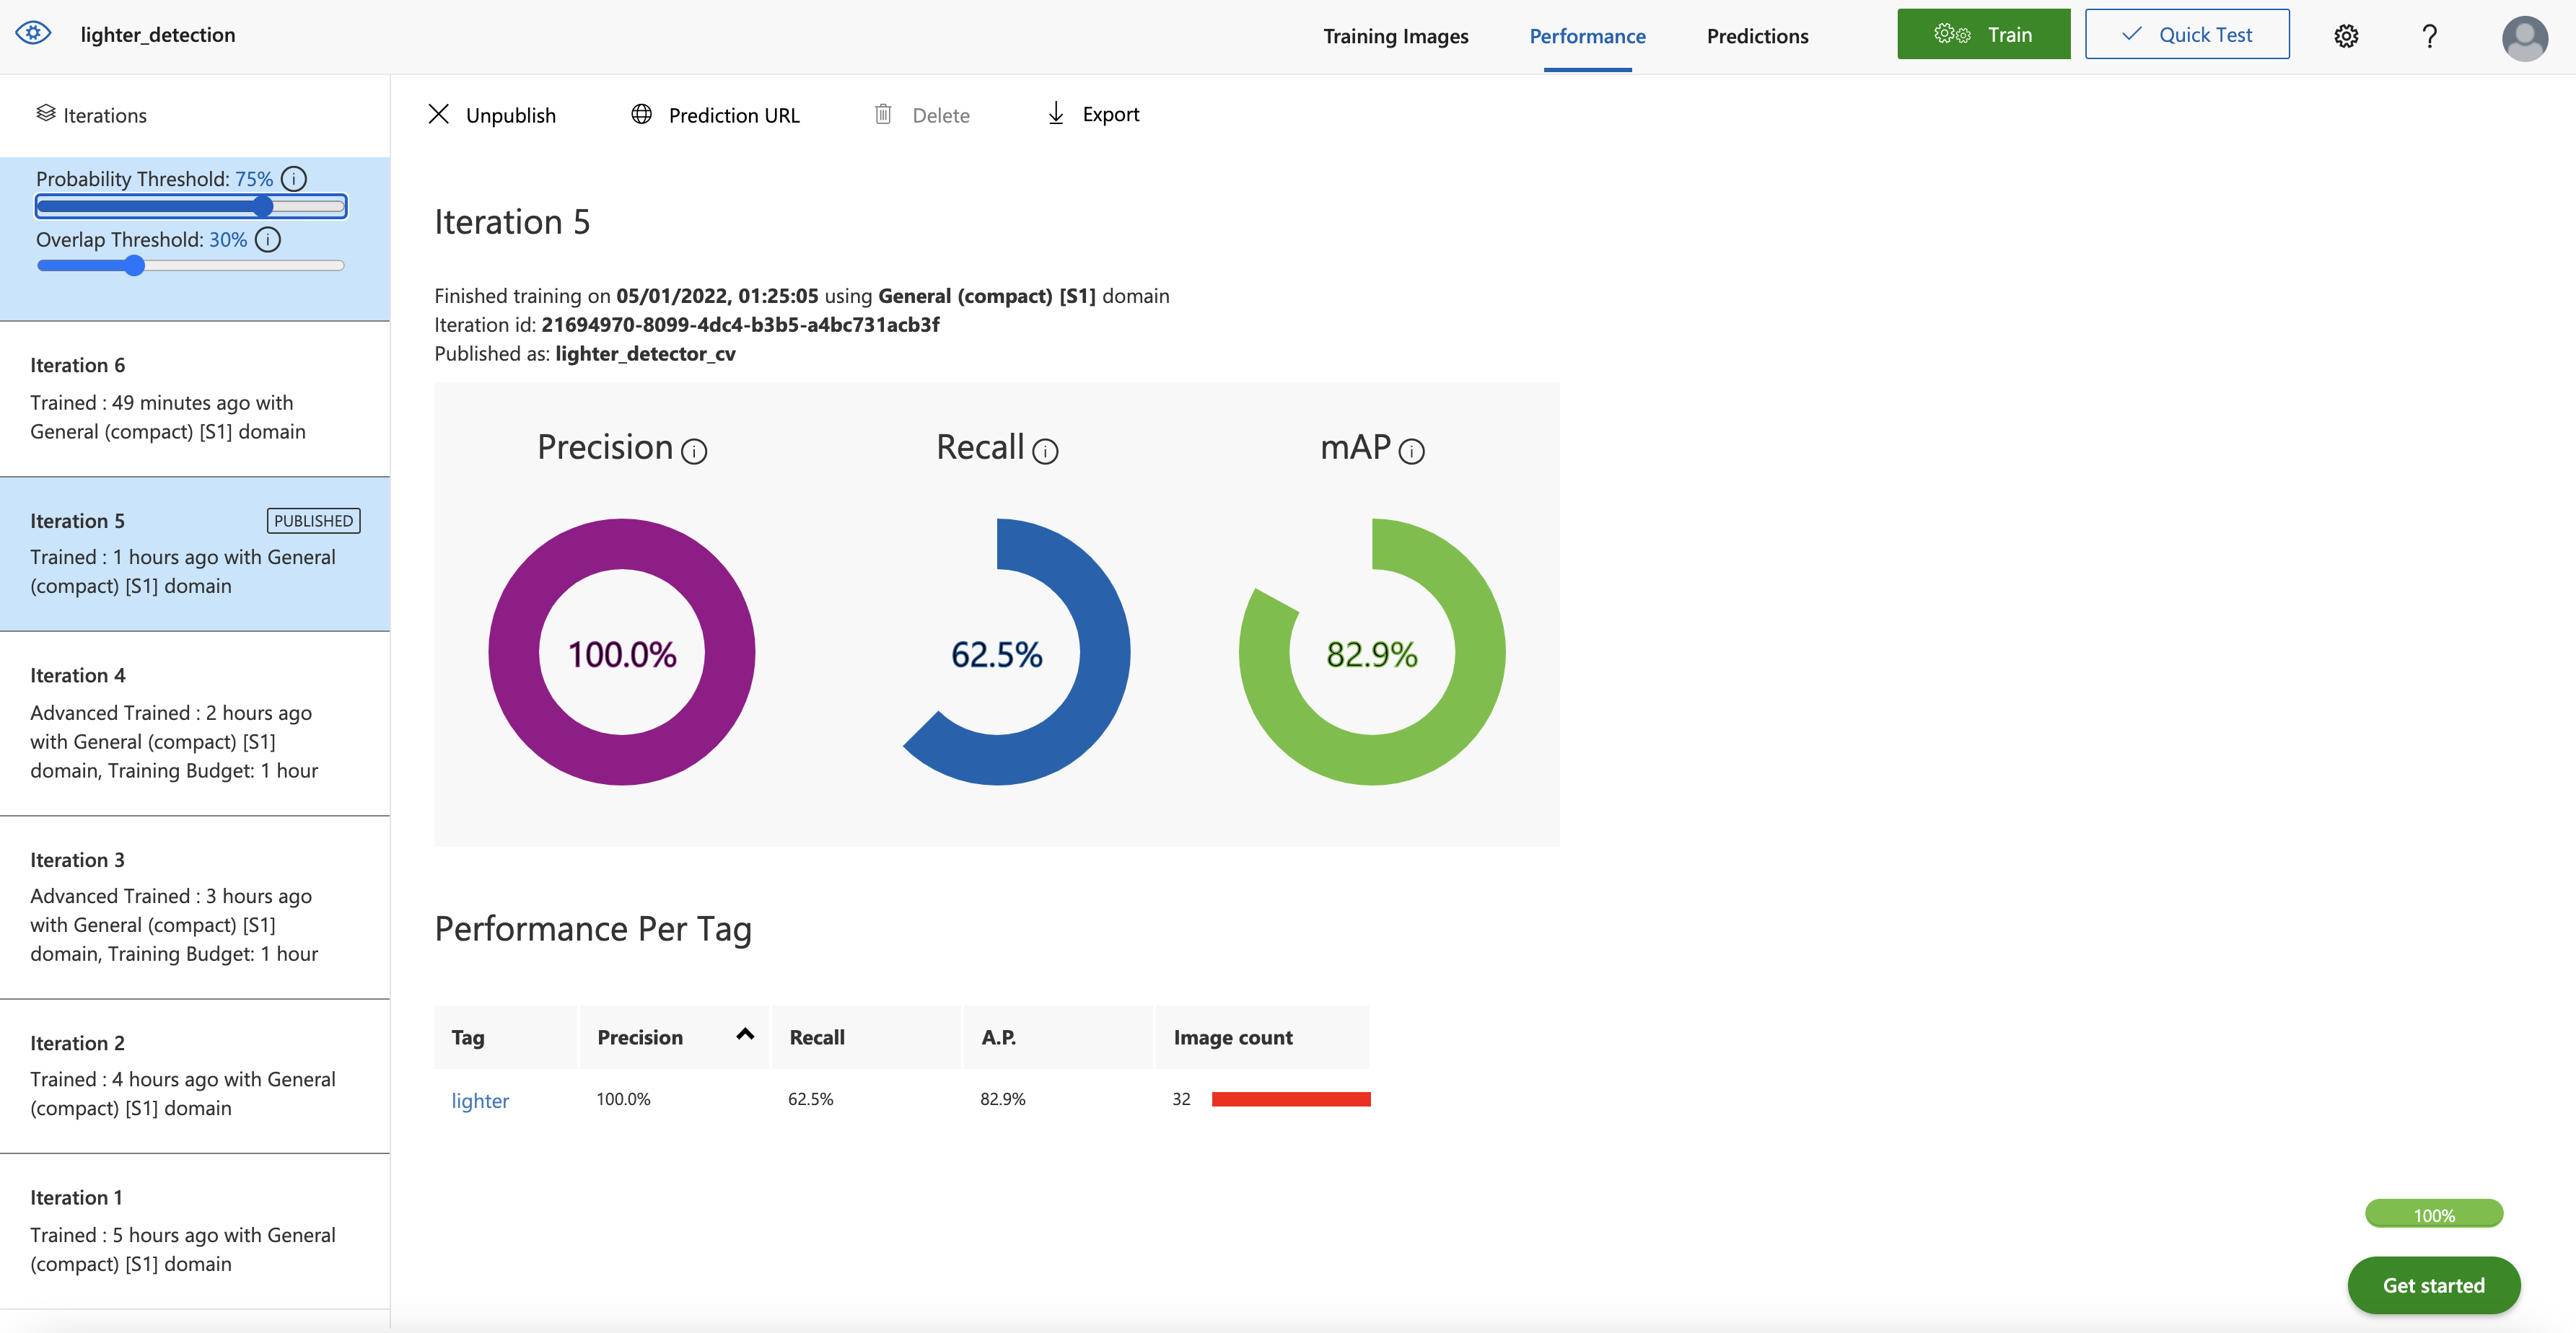 lighter_detection
Training Images
Performance
Predictions
Train
Quick Test
?
Iterations
Probability Threshold: 75% i
Overlap Threshold: 30% i
Iteration 6
Trained : 49 minutes ago with
General (compact) [S1] domain
Iteration 5
PUBLISHED
Trained : 1 hours ago with General
(compact) [S1] domain
Iteration 4
Advanced Trained : 2 hours ago
with General (compact) [S1]
domain, Training Budget: 1 hour
Iteration 3
Advanced Trained : 3 hours ago
with General (compact) [S1]
domain, Training Budget: 1 hour
Iteration 2
Trained : 4 hours ago with General
(compact) [S1] domain
Iteration 1
Trained : 5 hours ago with General
(compact) [S1] domain
Unpublish
Prediction URL
Delete
Export
Iteration 5
Finished training on 05/01/2022, 01:25:05 using General (compact) [S1] domain
Iteration id: 21694970-8099-4dc4-b3b5-a4bc731acb3f
Published as: lighter_detector_cv
Precision i
Recall i
mAP i
100.0%
62.5%
82.9%
Performance Per Tag
Tag Precision Recall A.P. Image count
lighter 100.0% 62.5% 82.9% 32
100%
Get started